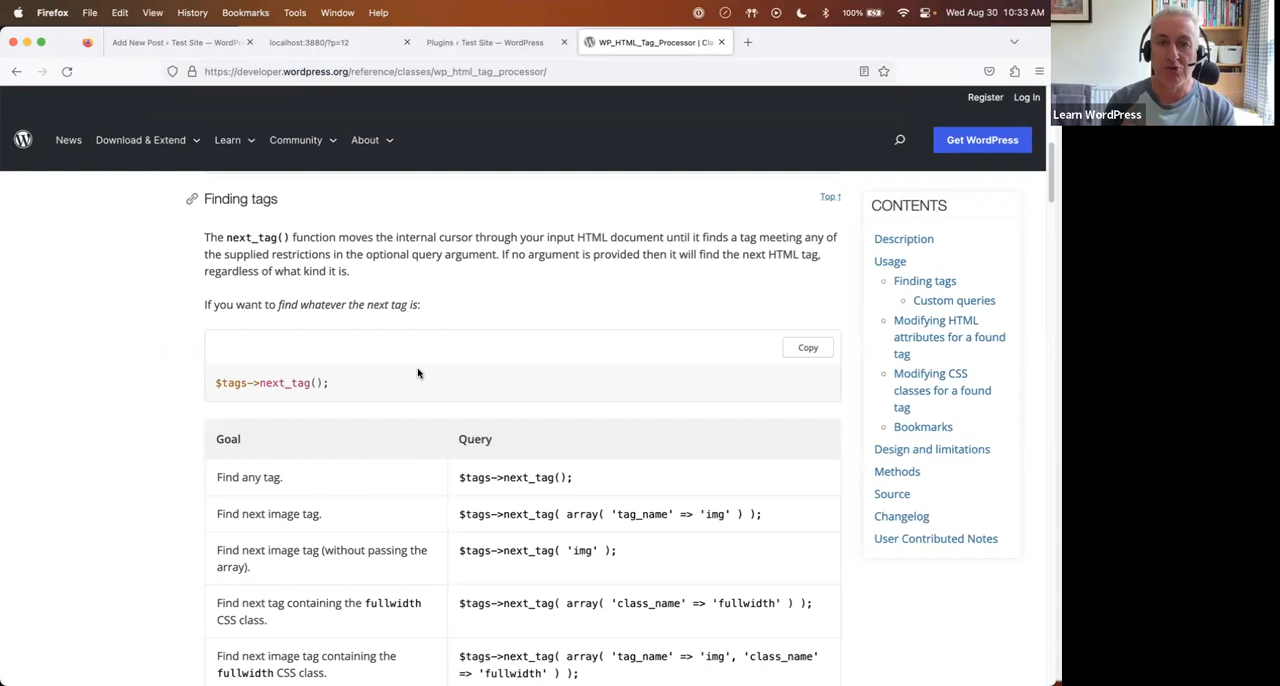 Firefox File Edit View History Bookmarks Tools Window Help 100% Wed Aug 30 10:33 AM
Add New Post ‹ Test Site — WordPr localhost:3880/?p=12 Plugins ‹ Test Site — WordPress WP_HTML_Tag_Processor | Cla
https://developer.wordpress.org/reference/classes/wp_html_tag_processor/
Learn WordPress
Register Log In
News Download & Extend Learn Community About Get WordPress
Finding tags
Top ↑
The next_tag() function moves the internal cursor through your input HTML document until it finds a tag meeting any of
the supplied restrictions in the optional query argument. If no argument is provided then it will find the next HTML tag,
regardless of what kind it is.
If you want to find whatever the next tag is:
Copy
$tags->next_tag();
Goal Query
Find any tag. $tags->next_tag();
Find next image tag. $tags->next_tag( array( 'tag_name' => 'img' ) );
Find next image tag (without passing the
array).
$tags->next_tag( 'img' );
Find next tag containing the fullwidth
CSS class.
$tags->next_tag( array( 'class_name' => 'fullwidth' ) );
Find next image tag containing the
fullwidth CSS class.
$tags->next_tag( array( 'tag_name' => 'img', 'class_name'
=> 'fullwidth' ) );
CONTENTS
Description
Usage
Finding tags
Custom queries
Modifying HTML
attributes for a found
tag
Modifying CSS
classes for a found
tag
Bookmarks
Design and limitations
Methods
Source
Changelog
User Contributed Notes